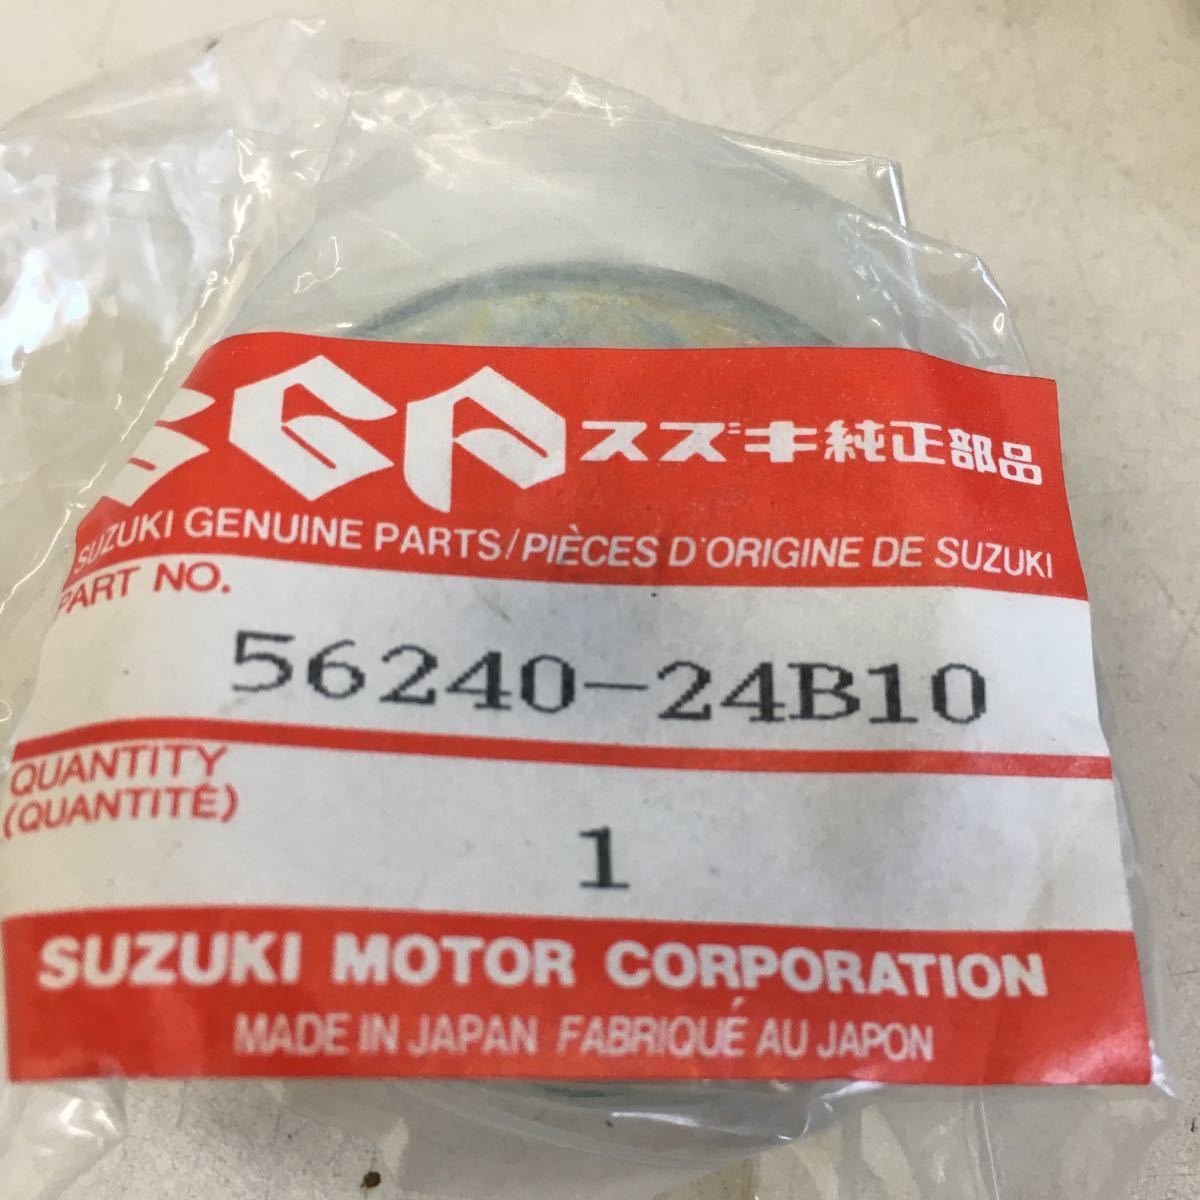 SGP スズキ純正部品
SUZUKI GENUINE PARTS/PIÈCES D'ORIGINE DE SUZUKI
PART NO.
56240-24B10
QUANTITY
(QUANTITÉ)
1
SUZUKI MOTOR CORPORATION
MADE IN JAPAN FABRIQUÉ AU JAPON